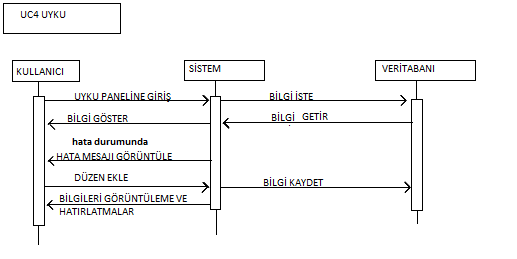 UC4 UYKU
KULLANICI
SİSTEM
VERİTABANI
UYKU PANELİNE GİRİŞ
BİLGİ İSTE
BİLGİ GÖSTER
BİLGİ GETİR
hata durumunda
HATA MESAJI GÖRÜNTÜLE
DÜZEN EKLE
BİLGİ KAYDET
BİLGİLERİ GÖRÜNTÜLEME VE
HATIRLATMALAR